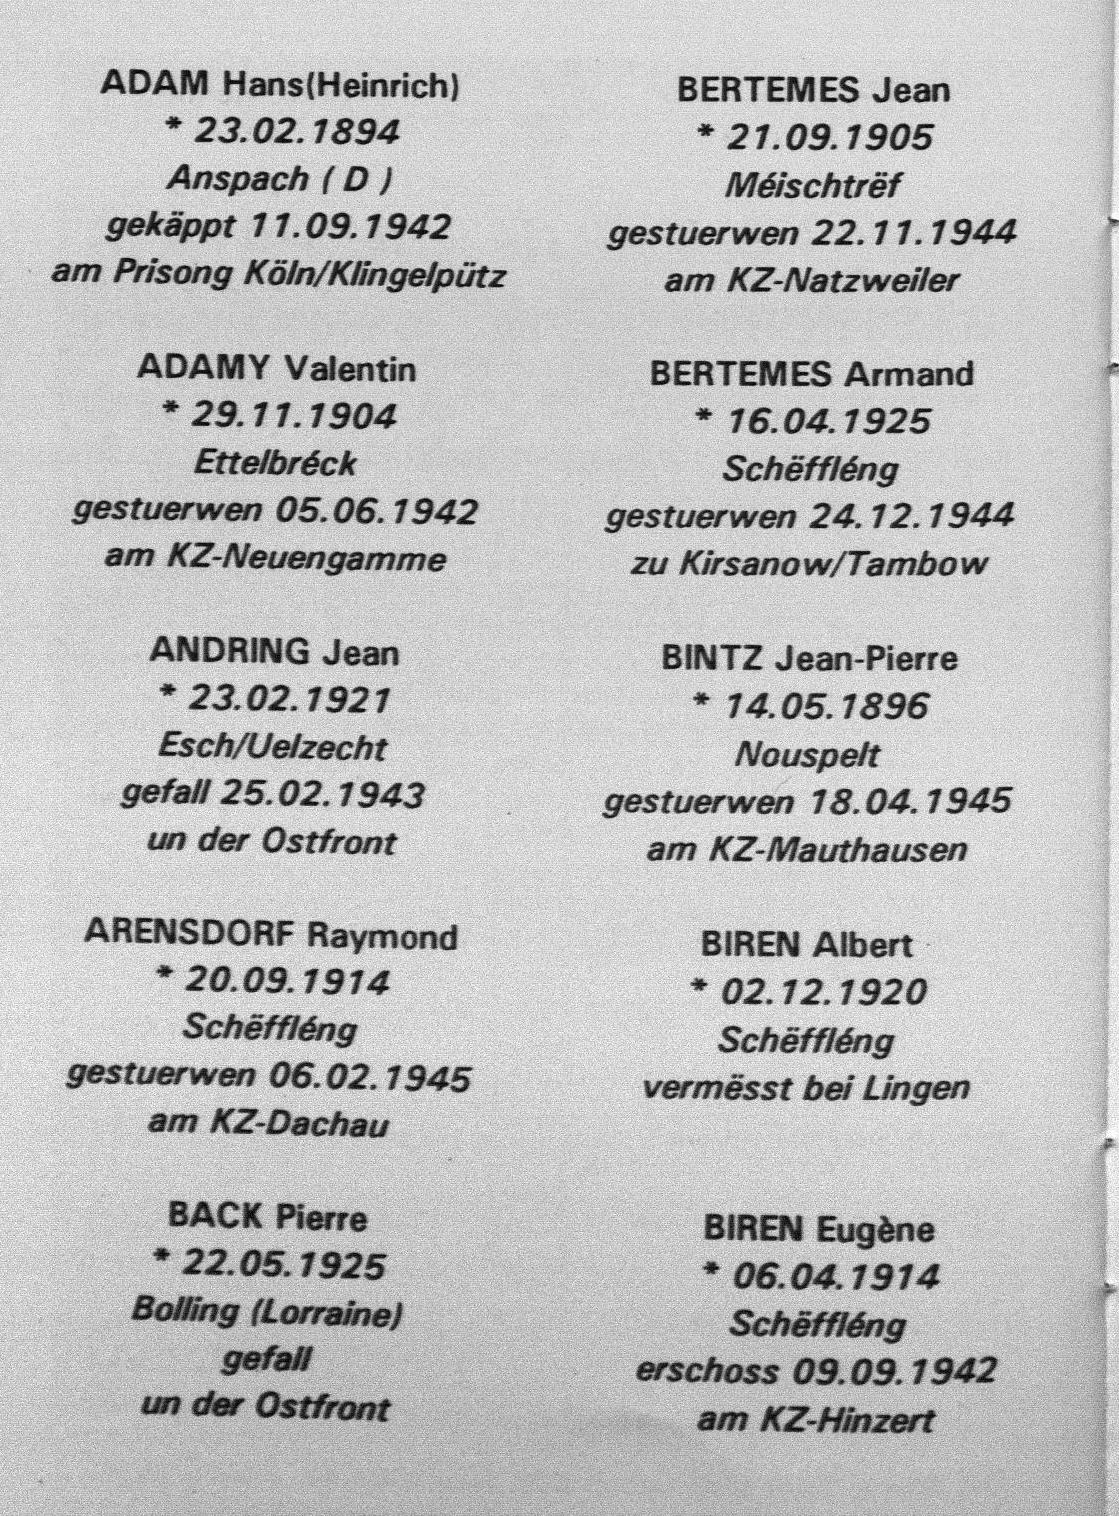 ADAM Hans(Heinrich)
* 23.02.1894
Anspach ( D )
gekäppt 11.09.1942
am Prisong Köln/Klingelpütz
ADAMY Valentin
* 29.11.1904
Ettelbréck
gestuerwen 05.06.1942
am KZ-Neuengamme
ANDRING Jean
* 23.02.1921
Esch/Uelzecht
gefall 25.02.1943
un der Ostfront
ARENSDORF Raymond
* 20.09.1914
Schëffléng
gestuerwen 06.02.1945
am KZ-Dachau
BACK Pierre
* 22.05.1925
Bolling (Lorraine)
gefall
un der Ostfront
BERTEMES Jean
* 21.09.1905
Méischtrëf
gestuerwen 22.11.1944
am KZ-Natzweiler
BERTEMES Armand
* 16.04.1925
Schëffléng
gestuerwen 24.12.1944
zu Kirsanow/Tambow
BINTZ Jean-Pierre
* 14.05.1896
Nouspelt
gestuerwen 18.04.1945
am KZ-Mauthausen
BIREN Albert
* 02.12.1920
Schëffléng
vermësst bei Lingen
BIREN Eugène
* 06.04.1914
Schëffléng
erschoss 09.09.1942
am KZ-Hinzert